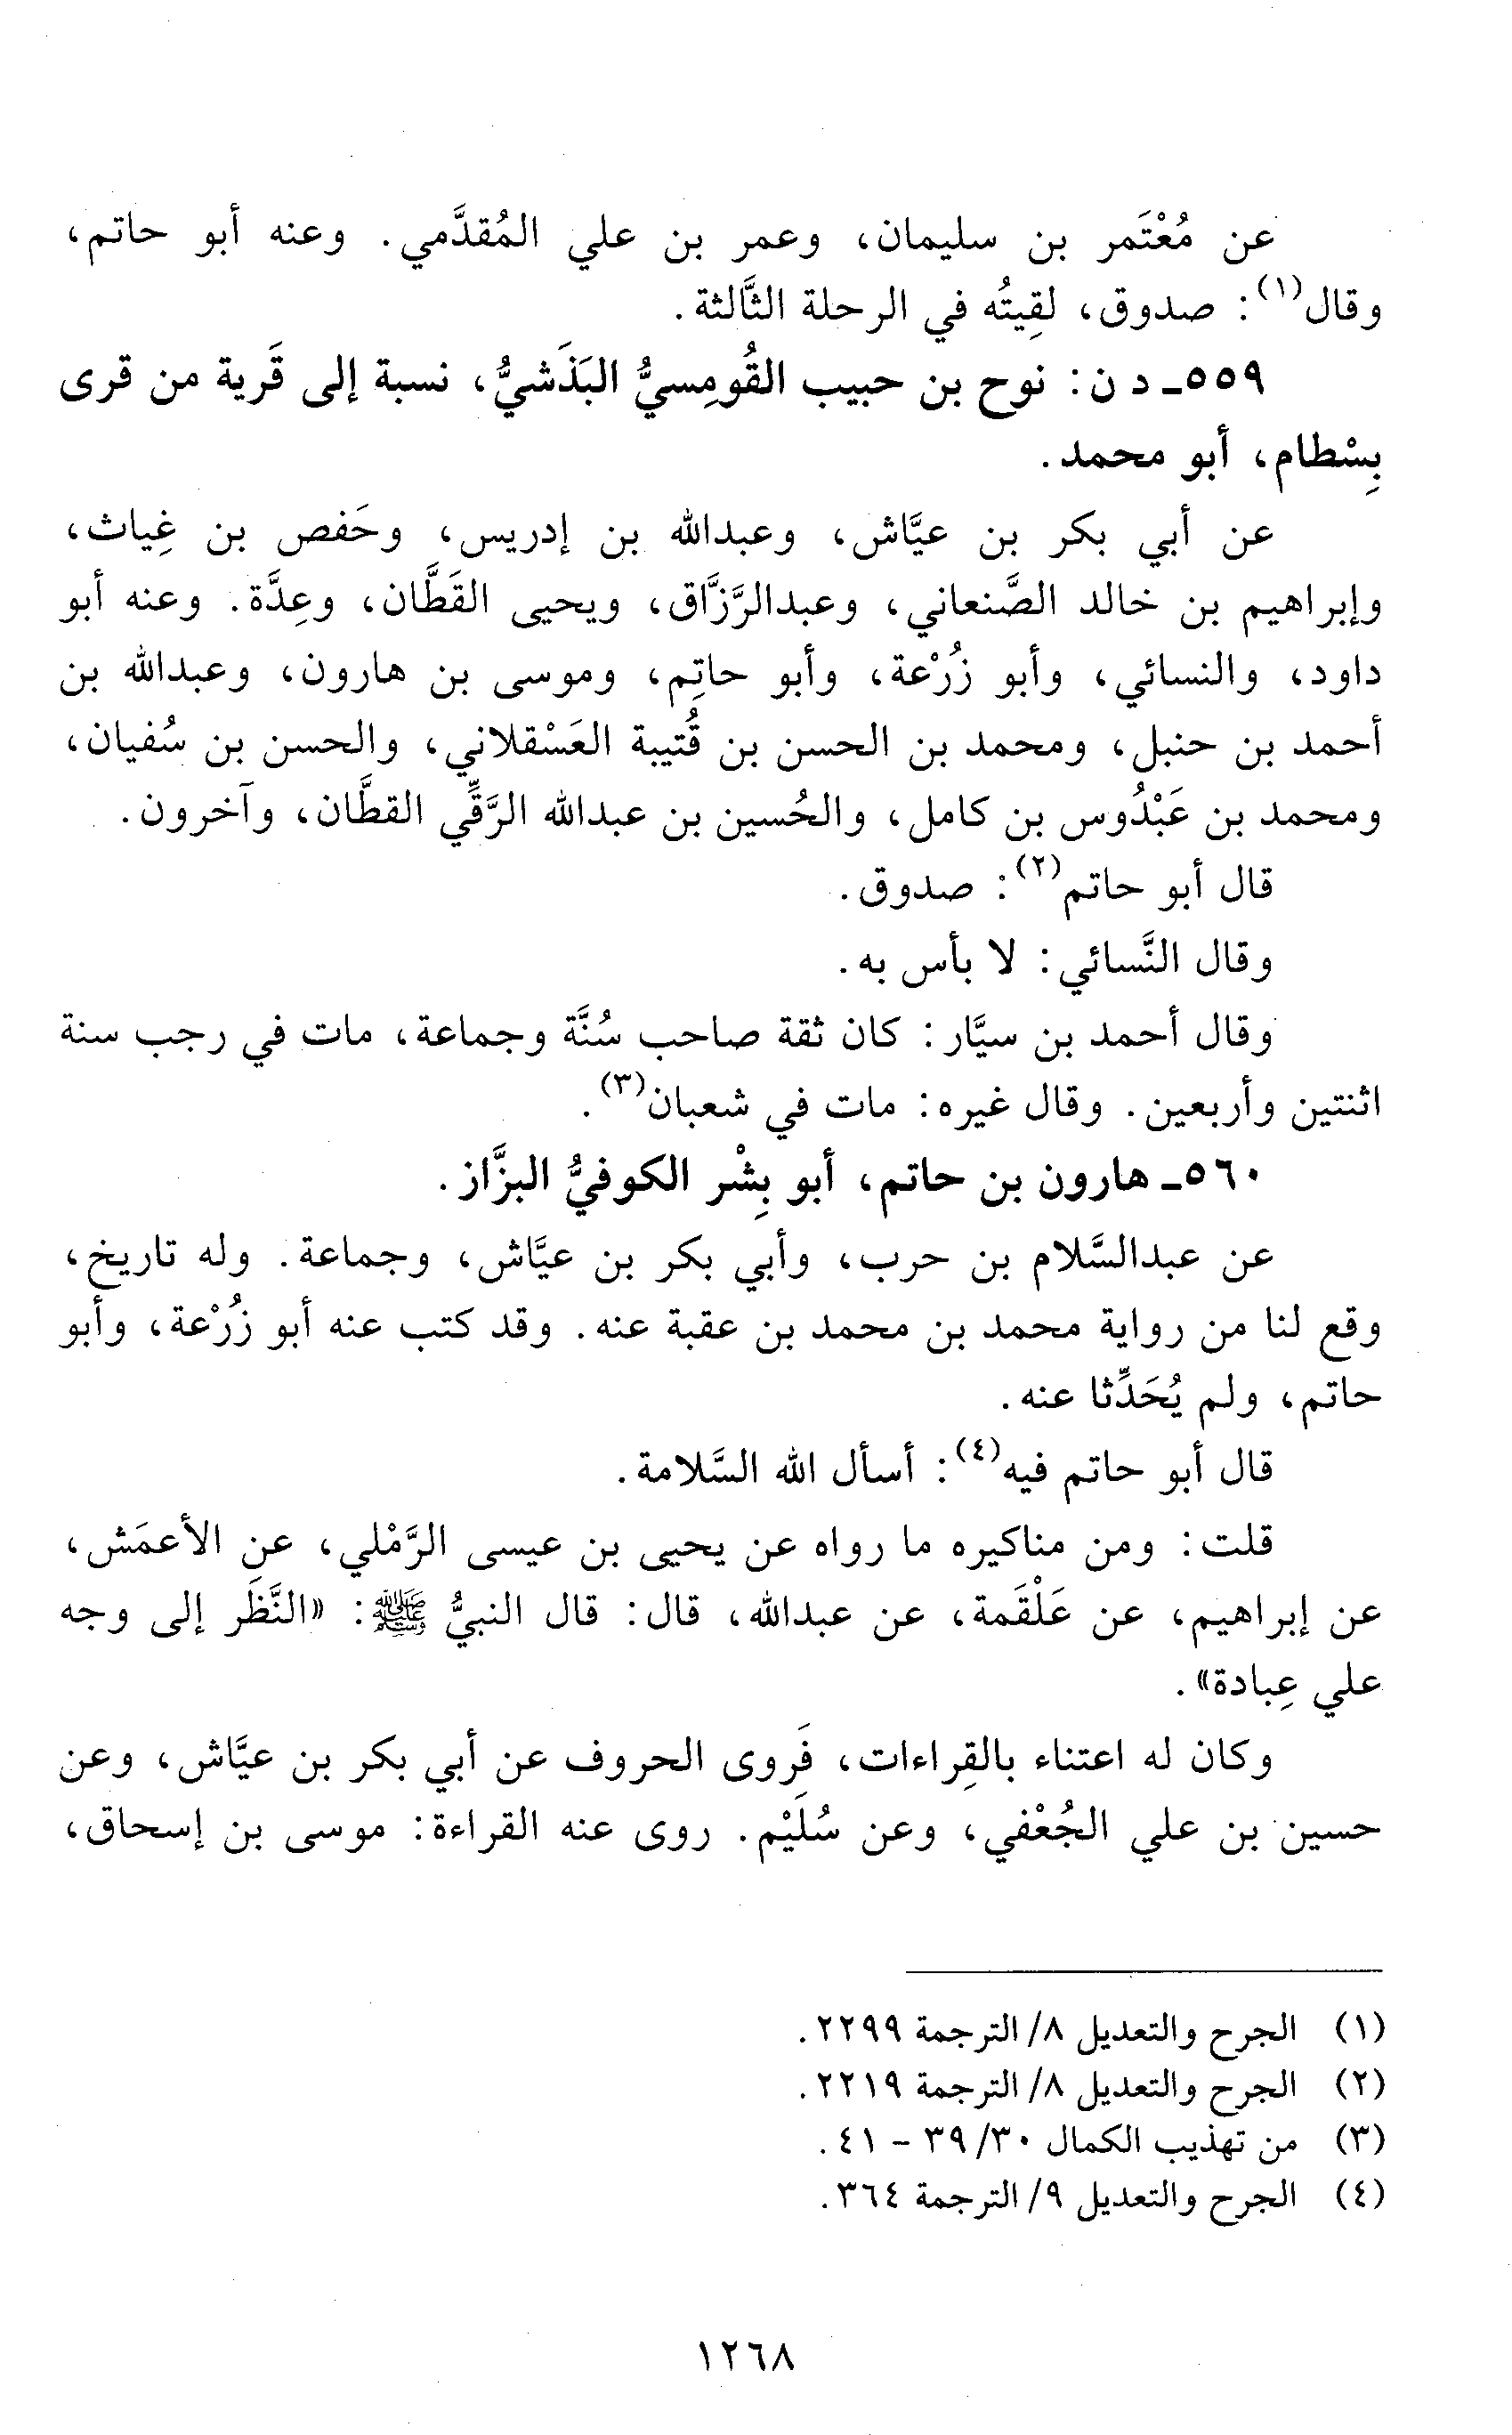 عن مُعْتَمر بن سليمان، وعمر بن علي المُقدَّمي. وعنه أبو حاتم،
وقال(١): صدوق، لقِيتُه في الرحلة الثَّالثة.
٥٥٩ـ د ن: نوح بن حبيب القُومِسيُّ البَذَشيُّ، نسبة إلى قَرية من قرى
بِسْطام، أبو محمد.
عن أبي بكر بن عيَّاش، وعبدالله بن إدريس، وحَفص بن غِياث،
وإبراهيم بن خالد الصَّنعاني، وعبدالرَّزَّاق، ويحيى القَطَّان، وعِدَّة. وعنه أبو
داود، والنسائي، وأبو زُرْعة، وأبو حاتِم، وموسى بن هارون، وعبدالله بن
أحمد بن حنبل، ومحمد بن الحسن بن قُتيبة العَسْقلاني، والحسن بن سُفيان،
ومحمد بن عَبْدُوس بن كامل، والحُسين بن عبدالله الرَّقِّي القطَّان، وآخرون.
قال أبو حاتم(٢): صدوق.
وقال النَّسائي: لا بأس به.
وقال أحمد بن سيَّار: كان ثقة صاحب سُنَّة وجماعة، مات في رجب سنة
اثنتين وأربعين. وقال غيره: مات في شعبان(٣).
٥٦٠ـ هارون بن حاتم، أبو بِشْر الكوفيُّ البزَّاز.
عن عبدالسَّلام بن حرب، وأبي بكر بن عيَّاش، وجماعة. وله تاريخ،
وقع لنا من رواية محمد بن محمد بن عقبة عنه. وقد كتب عنه أبو زُرْعة، وأبو
حاتم، ولم يُحَدِّثا عنه.
قال أبو حاتم فيه(٤): أسأل الله السَّلامة.
قلت: ومن مناكيره ما رواه عن يحيى بن عيسى الرَّمْلي، عنِ الأعمَش،
عن إبراهيم، عن عَلْقَمة، عن عبدالله، قال: قال النبيُّ ﷺ: «النَّظَر إلى وجه
علي عِبادة».
وكان له اعتناء بالقِراءات، فَروى الحروف عن أبي بكر بن عيَّاش، وعن
حسين بن علي الجُعْفي، وعن سُلَيْم. روى عنه القراءة: موسى بن إسحاق،
(١) الجرح والتعديل ٨/ الترجمة ٢٢٩٩.
(٢) الجرح والتعديل ٨/ الترجمة ٢٢١٩.
(٣) من تهذيب الكمال ٣٠/ ٣٩ - ٤١.
(٤) الجرح والتعديل ٩/ الترجمة ٣٦٤.
١٢٦٨